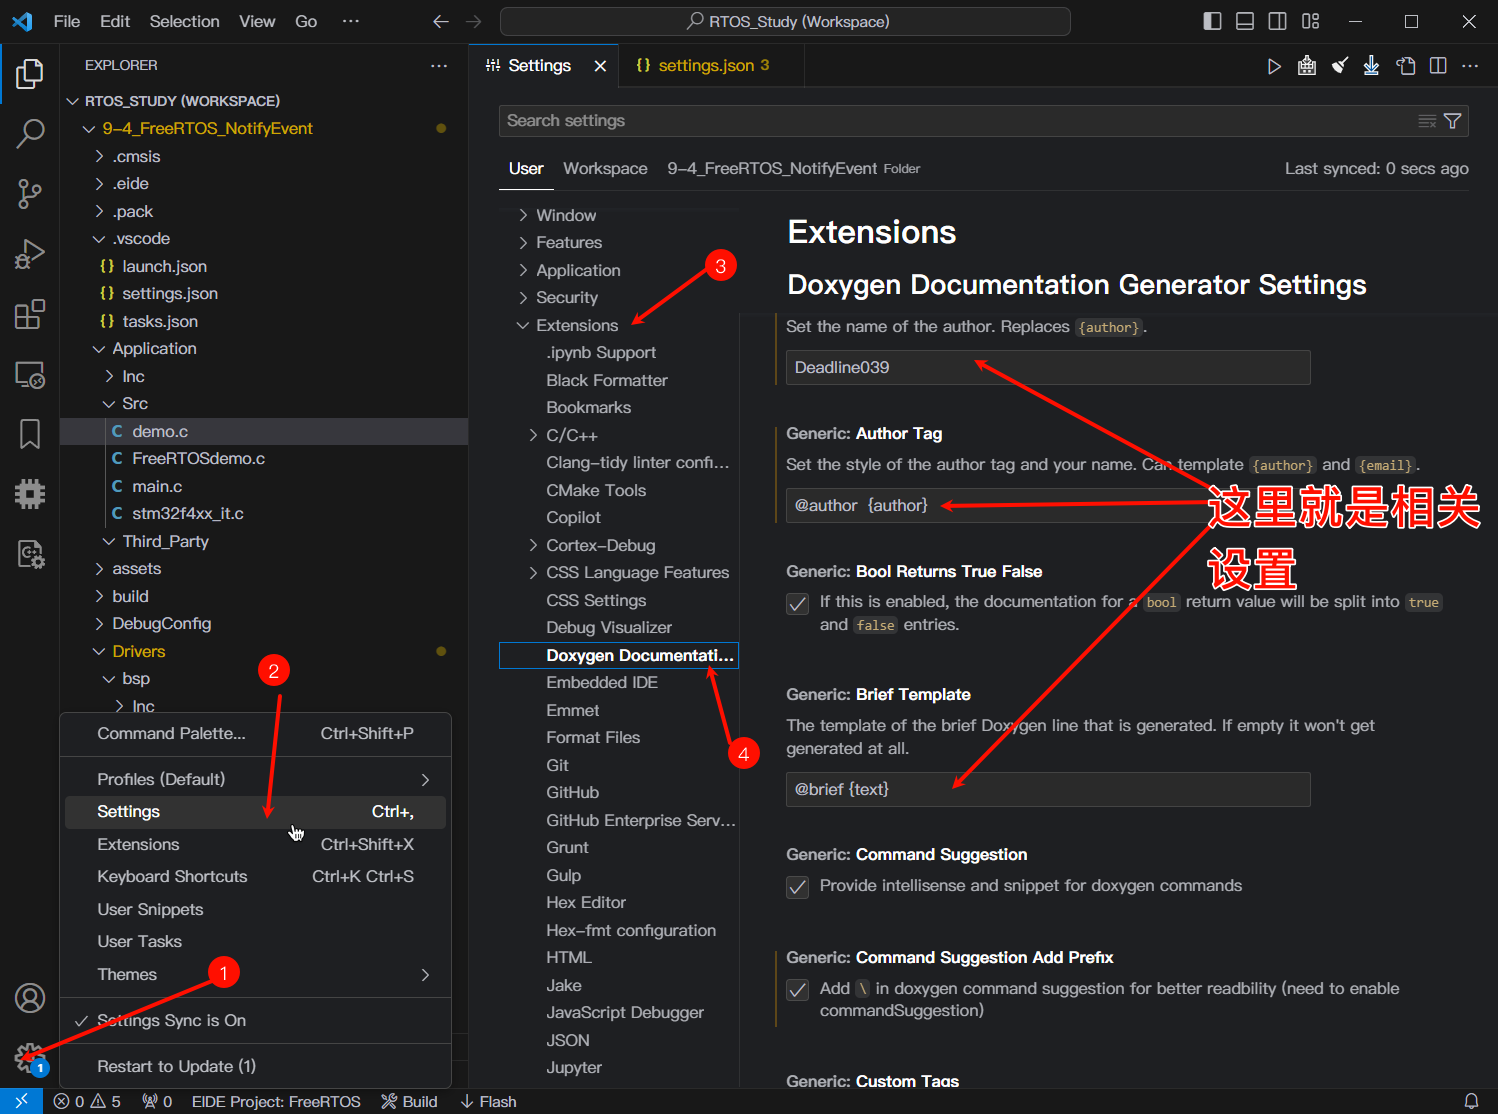 File Edit Selection View Go ···
RTOS_Study (Workspace)
EXPLORER
RTOS_STUDY (WORKSPACE)
9-4_FreeRTOS_NotifyEvent
.cmsis
.eide
.pack
.vscode
{} launch.json
{} settings.json
{} tasks.json
Application
Inc
Src
C demo.c
C FreeRTOSdemo.c
C main.c
C stm32f4xx_it.c
Third_Party
assets
build
DebugConfig
Drivers
bsp
Inc
2
Command Palette... Ctrl+Shift+P
Profiles (Default)
Settings Ctrl+,
Extensions Ctrl+Shift+X
Keyboard Shortcuts Ctrl+K Ctrl+S
User Snippets
User Tasks
Themes
1
Settings Sync is On
Restart to Update (1)
1
Settings
{} settings.json 3
Search settings
User Workspace 9-4_FreeRTOS_NotifyEvent Folder
Last synced: 0 secs ago
Window
Features
Application
Security
Extensions
3
.ipynb Support
Black Formatter
Bookmarks
C/C++
Clang-tidy linter confi...
CMake Tools
Copilot
Cortex-Debug
CSS Language Features
CSS Settings
Debug Visualizer
Doxygen Documentati...
Embedded IDE
Emmet
Format Files
4
Git
GitHub
GitHub Enterprise Serv...
Grunt
Gulp
Hex Editor
Hex-fmt configuration
HTML
Jake
JavaScript Debugger
JSON
Jupyter
Extensions
Doxygen Documentation Generator Settings
Set the name of the author. Replaces {author}.
Deadline039
Generic: Author Tag
Set the style of the author tag and your name. Can template {author} and {email}.
@author {author}
这里就是相关
设置
Generic: Bool Returns True False
If this is enabled, the documentation for a bool return value will be split into true
and false entries.
Generic: Brief Template
The template of the brief Doxygen line that is generated. If empty it won't get
generated at all.
@brief {text}
Generic: Command Suggestion
Provide intellisense and snippet for doxygen commands
Generic: Command Suggestion Add Prefix
Add \ in doxygen command suggestion for better readbility (need to enable
commandSuggestion)
Generic: Custom Tags
0 5 0 EIDE Project: FreeRTOS Build Flash